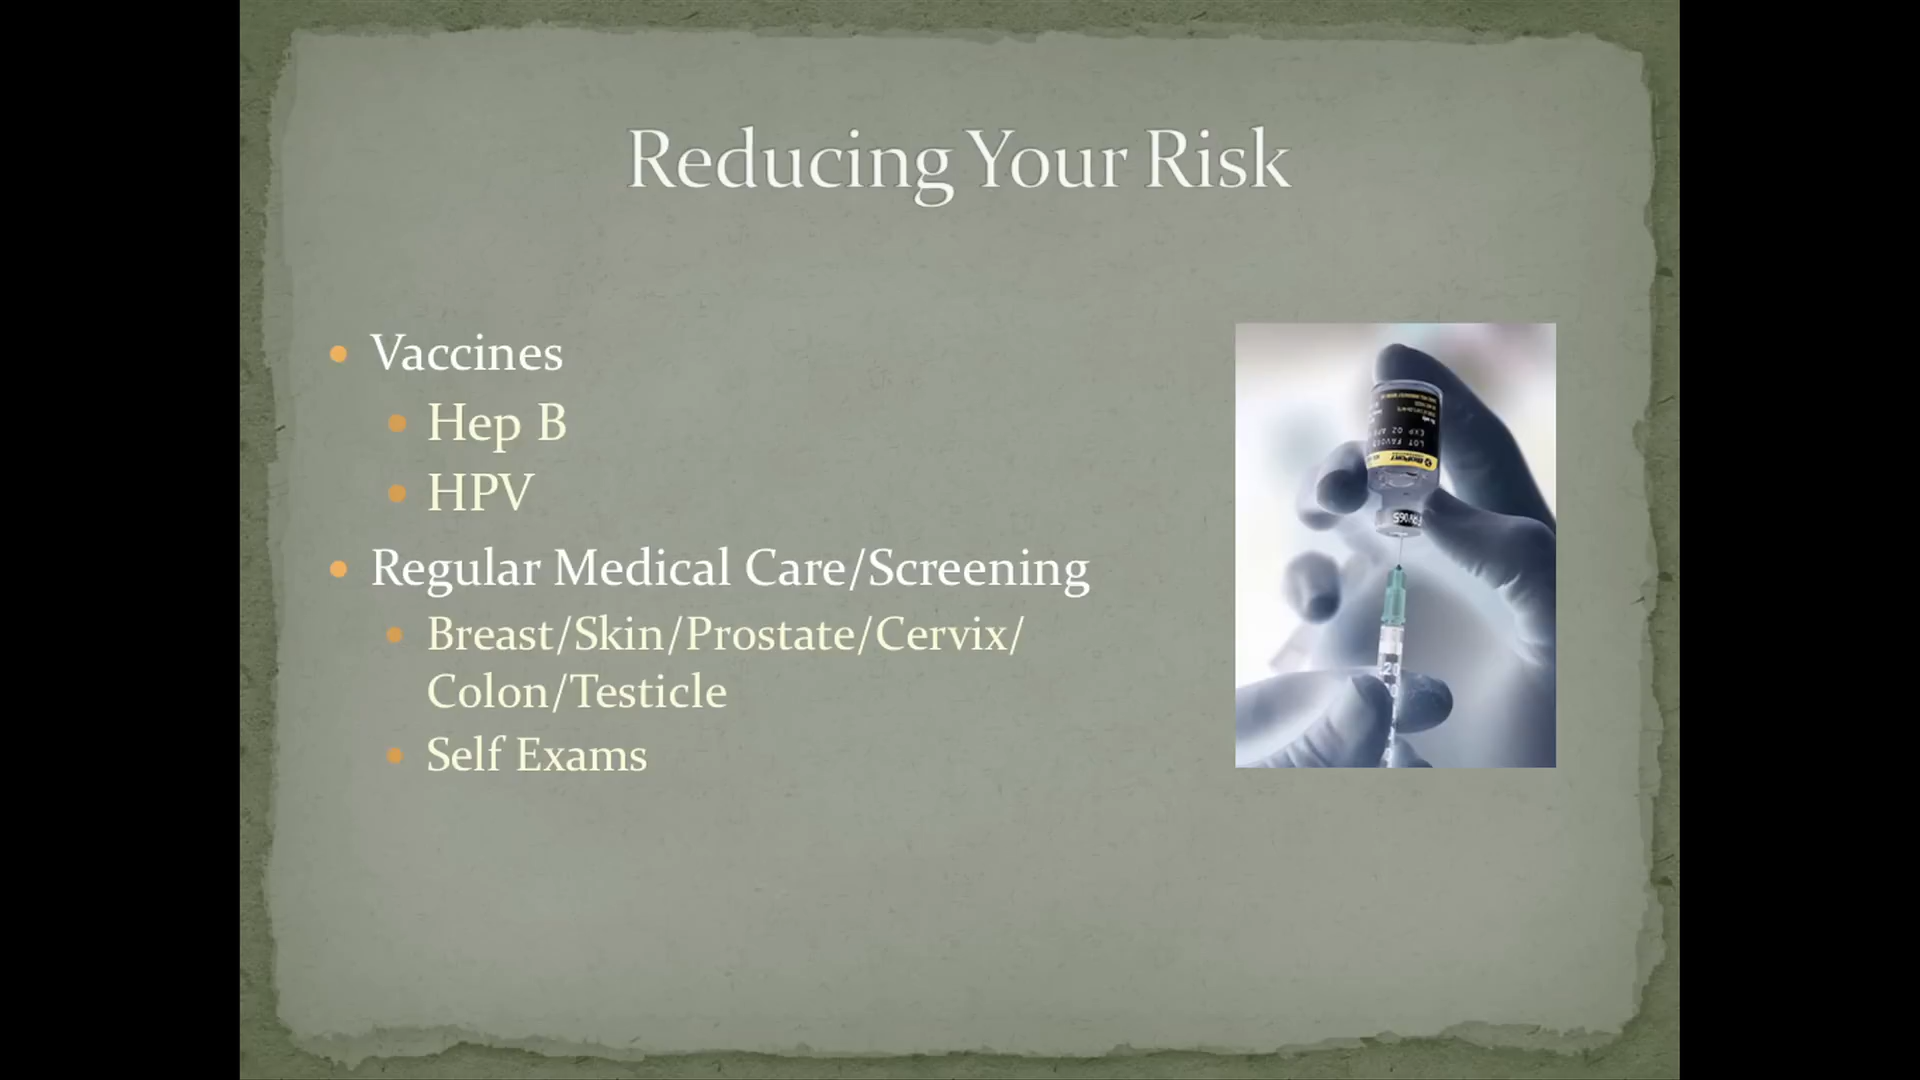 Reducing Your Risk
Vaccines
Hep B
HPV
Regular Medical Care/Screening
Breast/Skin/Prostate/Cervix/
Colon/Testicle
Self Exams